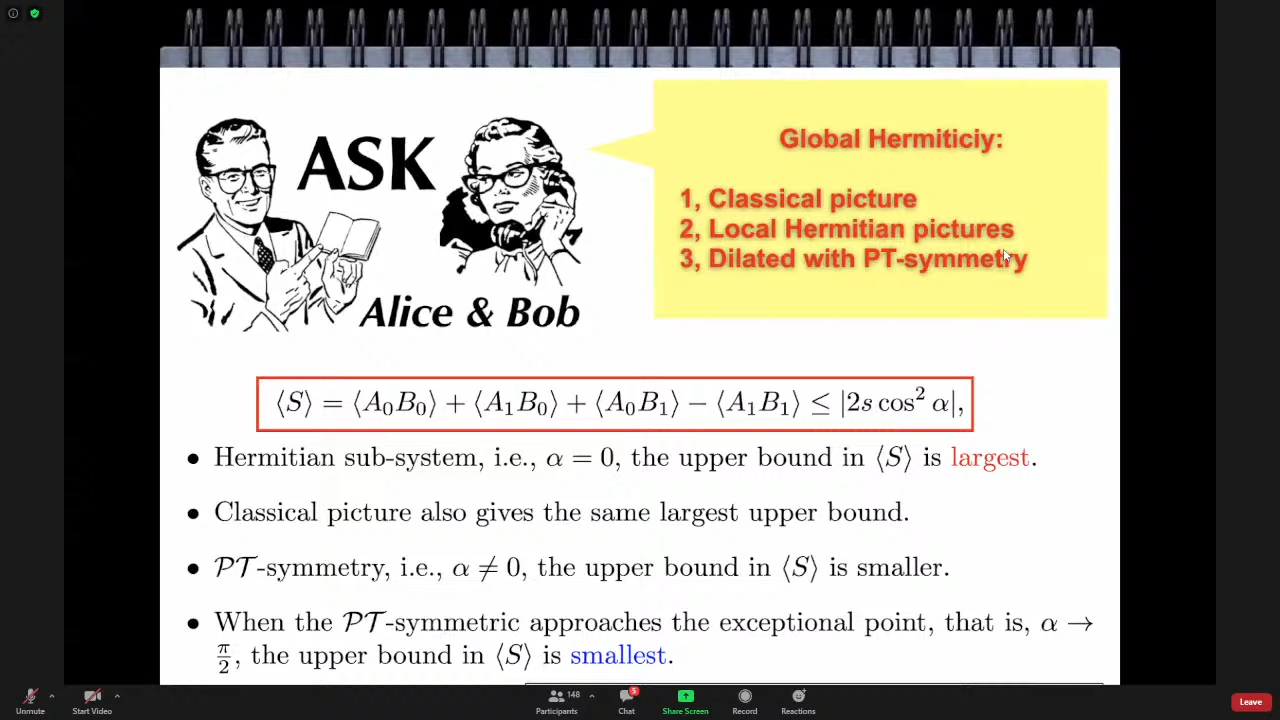 ASK
Alice & Bob
Global Hermiticiy:
1, Classical picture
2, Local Hermitian pictures
3, Dilated with PT-symmetry
⟨S⟩ = ⟨A₀B₀⟩ + ⟨A₁B₀⟩ + ⟨A₀B₁⟩ − ⟨A₁B₁⟩ ≤ |2s cos² α|,
• Hermitian sub-system, i.e., α = 0, the upper bound in ⟨S⟩ is largest.
• Classical picture also gives the same largest upper bound.
• 𝒫𝒯-symmetry, i.e., α ≠ 0, the upper bound in ⟨S⟩ is smaller.
• When the 𝒫𝒯-symmetric approaches the exceptional point, that is, α →
π/2, the upper bound in ⟨S⟩ is smallest.
Unmute
Start Video
148
Participants
5
Chat
Share Screen
Record
Reactions
Leave